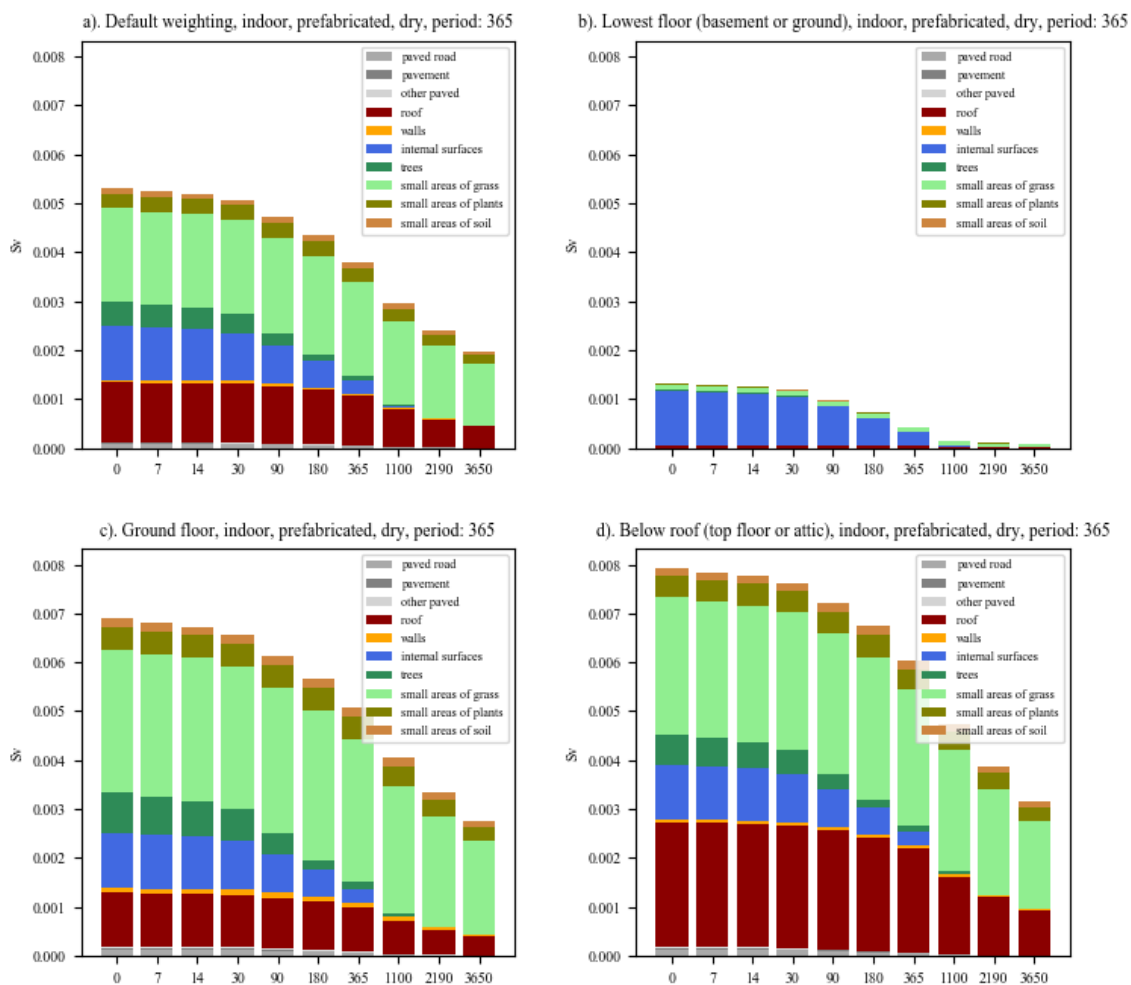 a). Default weighting, indoor, prefabricated, dry, period: 365
0.008
0.007
0.006
0.005
0.004
0.003
0.002
0.001
0.000
Sv
paved road
pavement
other paved
roof
walls
internal surfaces
trees
small areas of grass
small areas of plants
small areas of soil
0 7 14 30 90 180 365 1100 2190 3650
b). Lowest floor (basement or ground), indoor, prefabricated, dry, period: 365
0.008
0.007
0.006
0.005
0.004
0.003
0.002
0.001
0.000
Sv
paved road
pavement
other paved
roof
walls
internal surfaces
trees
small areas of grass
small areas of plants
small areas of soil
0 7 14 30 90 180 365 1100 2190 3650
c). Ground floor, indoor, prefabricated, dry, period: 365
0.008
0.007
0.006
0.005
0.004
0.003
0.002
0.001
0.000
Sv
paved road
pavement
other paved
roof
walls
internal surfaces
trees
small areas of grass
small areas of plants
small areas of soil
0 7 14 30 90 180 365 1100 2190 3650
d). Below roof (top floor or attic), indoor, prefabricated, dry, period: 365
0.008
0.007
0.006
0.005
0.004
0.003
0.002
0.001
0.000
Sv
paved road
pavement
other paved
roof
walls
internal surfaces
trees
small areas of grass
small areas of plants
small areas of soil
0 7 14 30 90 180 365 1100 2190 3650